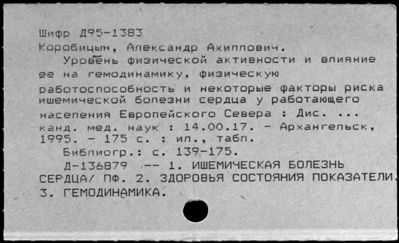 Шифр Д95-1383
Коробицын, Александр Ахиллович.
Уровень физической активности и влияние
ее на гемодинамику, физическую
работоспособность и некоторые факторы риска
ишемической болезни сердца у работающего
населения Европейского Севера : Дис. ...
канд. мед. наук : 14.00.17. - Архангельск,
1995. - 175 с. : ил., табл.
Библиогр.: с. 139-175.
Д-136879 -- 1. ИШЕМИЧЕСКАЯ БОЛЕЗНЬ
СЕРДЦА/ ПФ. 2. ЗДОРОВЬЯ СОСТОЯНИЯ ПОКАЗАТЕЛИ.
3. ГЕМОДИНАМИКА.